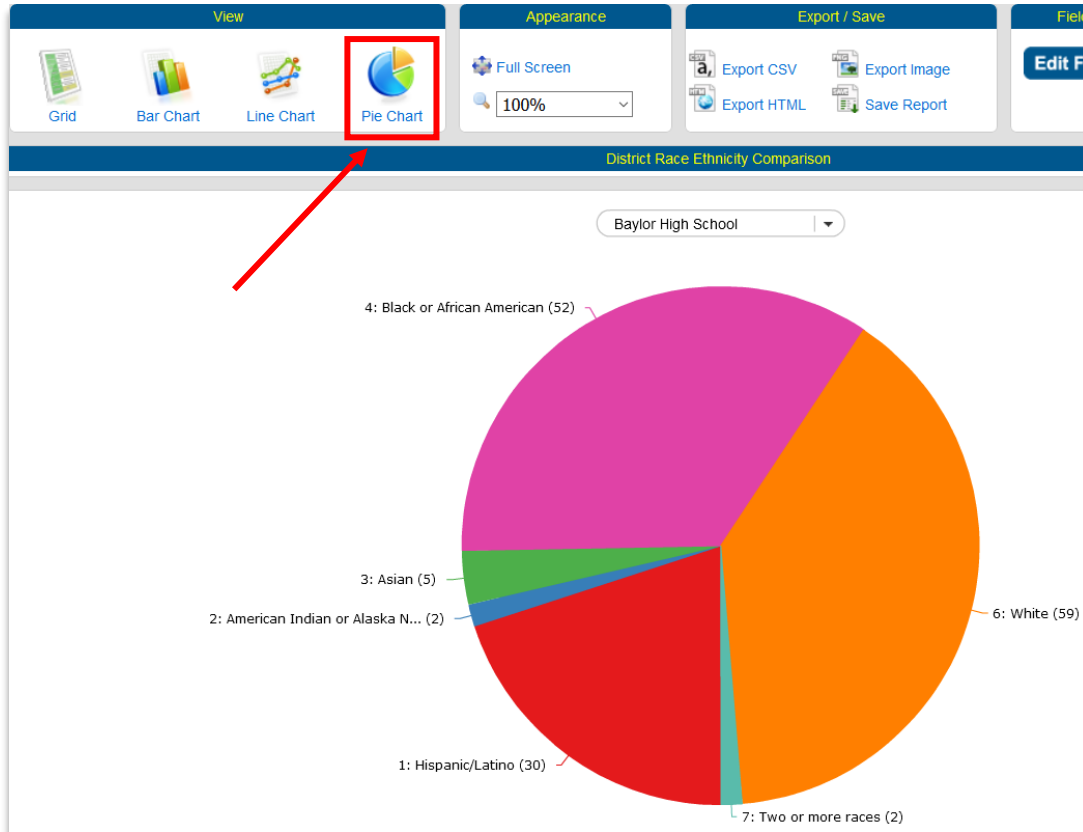 View
Appearance
Export / Save
Grid
Bar Chart
Line Chart
Pie Chart
Full Screen
100%
Export CSV
Export Image
Export HTML
Save Report
Edit
District Race Ethnicity Comparison
Baylor High School
4: Black or African American (52)
3: Asian (5)
2: American Indian or Alaska N... (2)
6: White (59)
1: Hispanic/Latino (30)
7: Two or more races (2)